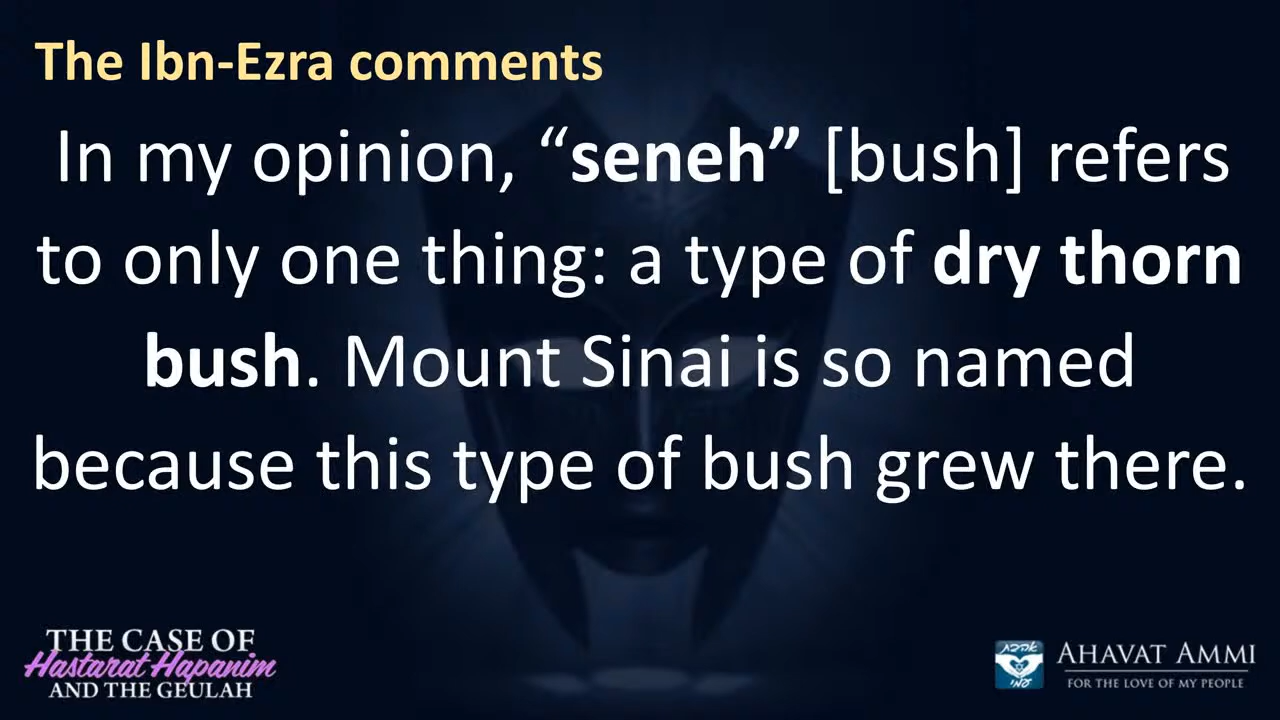 The Ibn-Ezra comments
In my opinion, “seneh” [bush] refers
to only one thing: a type of dry thorn
bush. Mount Sinai is so named
because this type of bush grew there.
THE CASE OF
Hastarat Hapanim
AND THE GEULAH
אהבת
עמי
AHAVAT AMMI
FOR THE LOVE OF MY PEOPLE